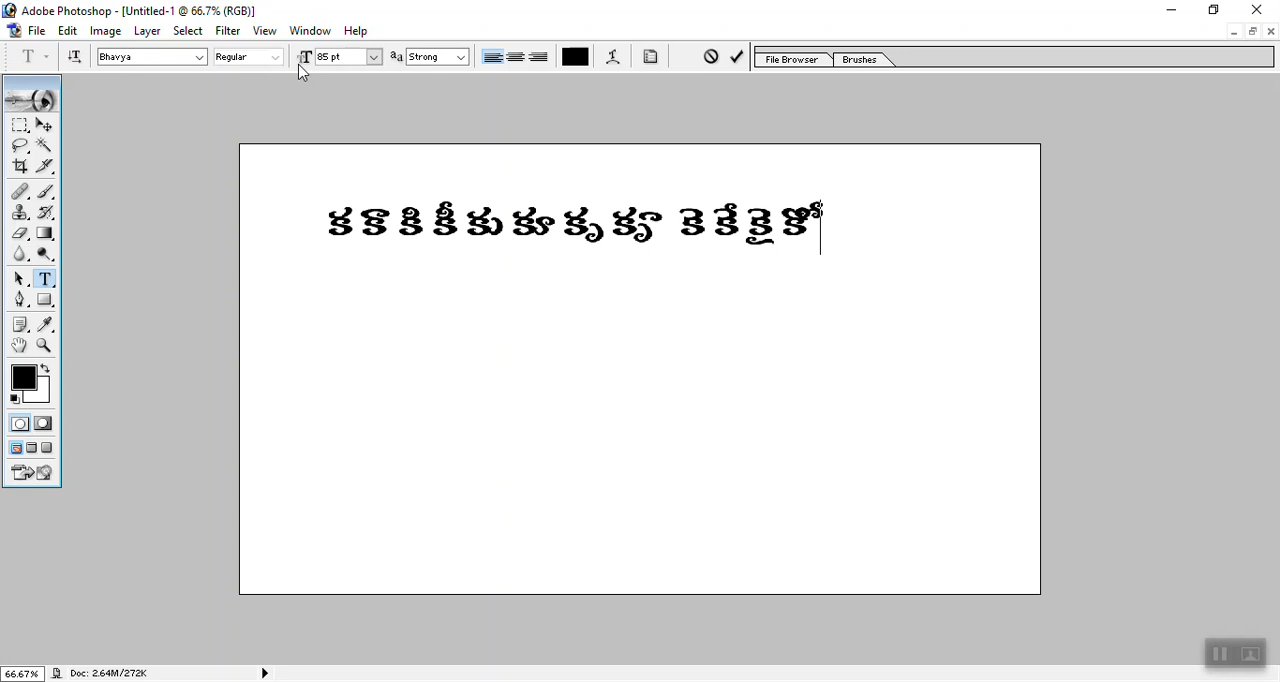 Adobe Photoshop - [Untitled-1 @ 66.7% (RGB)]
File Edit Image Layer Select Filter View Window Help
T T Bhavya Regular T 85 pt aa Strong File Browser Brushes
క కా కి కీ కు కూ కృ కౄ కె కే కై కో
T
66.67% Doc: 2.64M/272K